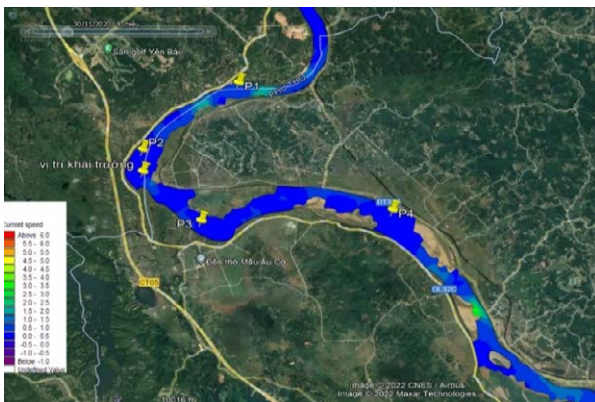 30/11/2020
Sân golf Yên Bái
P1
P2
vị trí khai trường
P3
P4
Đền thờ Mẫu Âu Cơ
CT05
QL32C
Current speed
Above 6.0
5.5 - 6.0
5.0 - 5.5
4.5 - 5.0
4.0 - 4.5
3.5 - 4.0
3.0 - 3.5
2.5 - 3.0
2.0 - 2.5
1.5 - 2.0
1.0 - 1.5
0.5 - 1.0
0.0 - 0.5
-0.5 - 0.0
-1.0 - -0.5
Below -1.0
Undefined Value
Image © 2022 CNES / Airbus
Image © 2022 Maxar Technologies